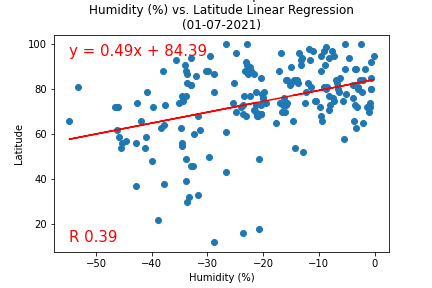 Humidity (%) vs. Latitude Linear Regression
(01-07-2021)
y = 0.49x + 84.39
R 0.39
Latitude
100
80
60
40
20
−50
−40
−30
−20
−10
0
Humidity (%)